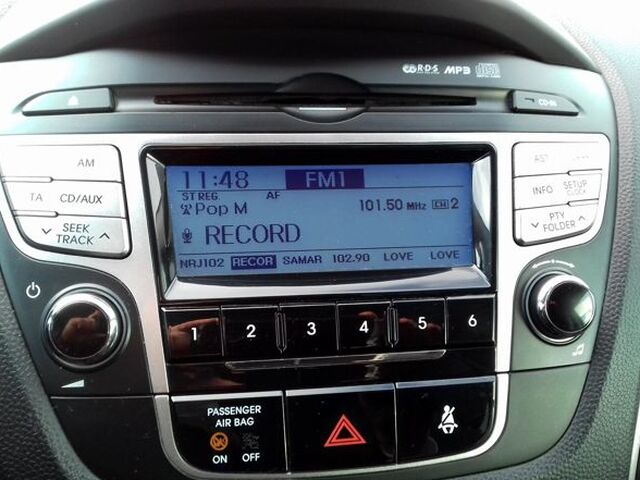 R·D·S MP3
CD-IN
AM
TA CD/AUX
SEEK
TRACK
11:48 FM1
ST REG. AF
Pop M 101.50 MHz CH 2
RECORD
NRJ102 RECOR SAMAR 102.90 LOVE LOVE
AST
INFO SETUP
CLOCK
PTY
FOLDER
1 2 3 4 5 6
PASSENGER
AIR BAG
ON OFF